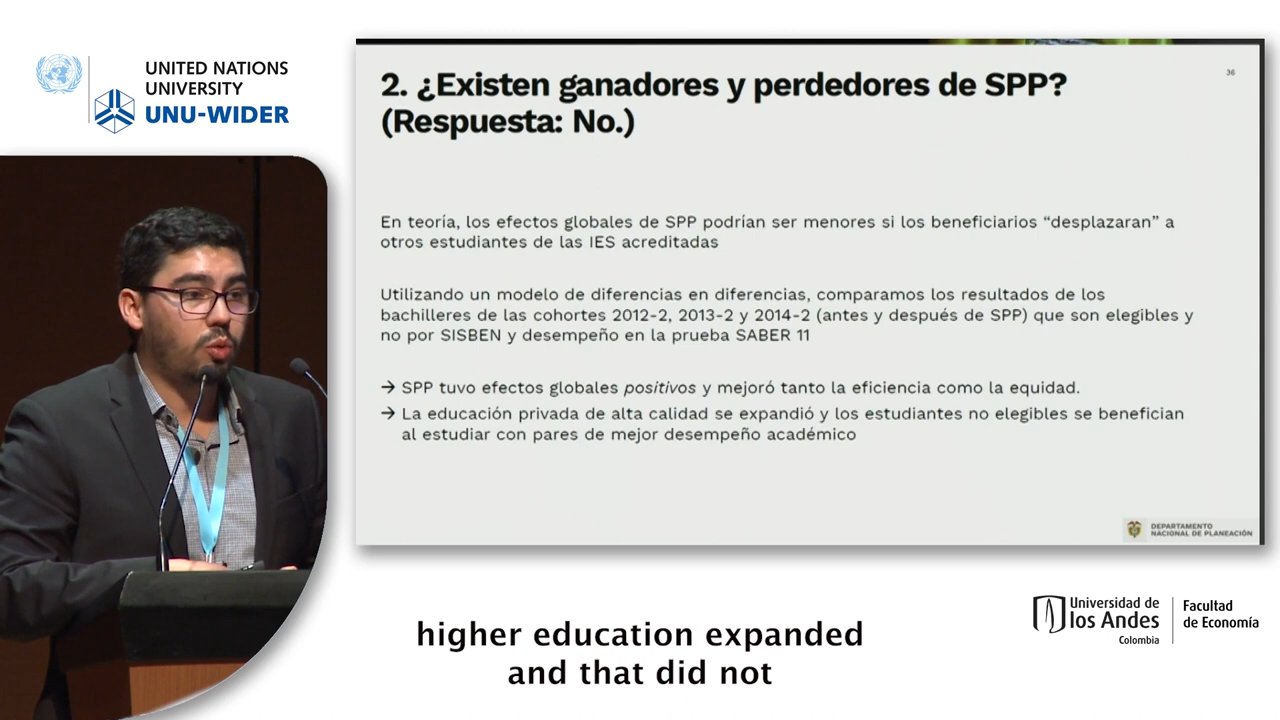 UNITED NATIONS
UNIVERSITY
UNU-WIDER
36
2. ¿Existen ganadores y perdedores de SPP?
(Respuesta: No.)
En teoría, los efectos globales de SPP podrían ser menores si los beneficiarios “desplazaran” a
otros estudiantes de las IES acreditadas
Utilizando un modelo de diferencias en diferencias, comparamos los resultados de los
bachilleres de las cohortes 2012-2, 2013-2 y 2014-2 (antes y después de SPP) que son elegibles y
no por SISBEN y desempeño en la prueba SABER 11
→ SPP tuvo efectos globales positivos y mejoró tanto la eficiencia como la equidad.
→ La educación privada de alta calidad se expandió y los estudiantes no elegibles se benefician
al estudiar con pares de mejor desempeño académico
DEPARTAMENTO
NACIONAL DE PLANEACIÓN
Universidad de
los Andes
Colombia
Facultad
de Economía
higher education expanded
and that did not